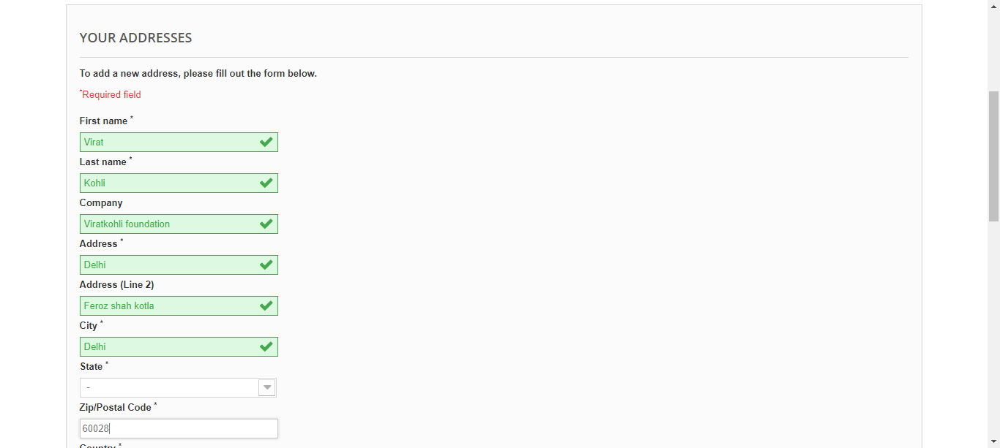 YOUR ADDRESSES
To add a new address, please fill out the form below.
*Required field
First name *
Virat
Last name *
Kohli
Company
Viratkohli foundation
Address *
Delhi
Address (Line 2)
Feroz shah kotla
City *
Delhi
State *
-
Zip/Postal Code *
60028
Country *